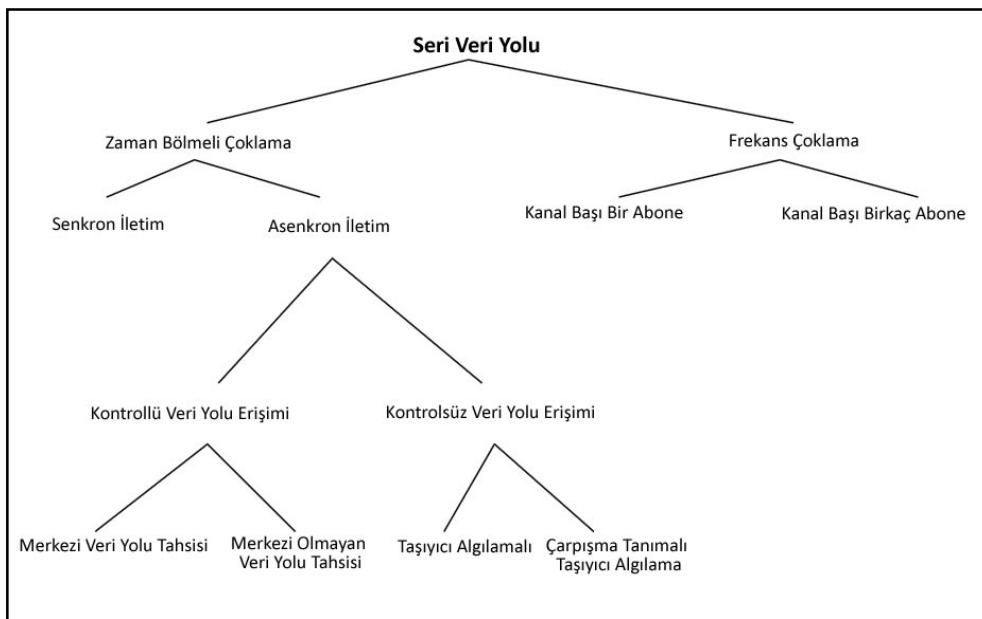 Seri Veri Yolu
Zaman Bölmeli Çoklama
Frekans Çoklama
Senkron İletim
Asenkron İletim
Kanal Başı Bir Abone
Kanal Başı Birkaç Abone
Kontrollü Veri Yolu Erişimi
Kontrolsüz Veri Yolu Erişimi
Merkezi Veri Yolu Tahsisi
Merkezi Olmayan
Veri Yolu Tahsisi
Taşıyıcı Algılamalı
Çarpışma Tanımalı
Taşıyıcı Algılama